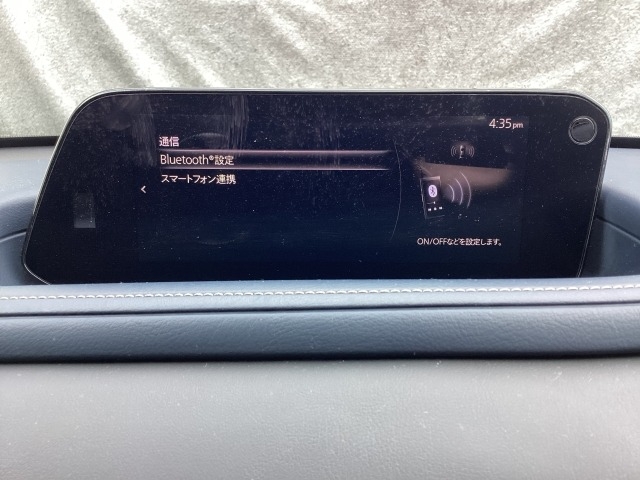 4:35pm
通信
Bluetooth®設定
スマートフォン連携
ON/OFFなどを設定します。